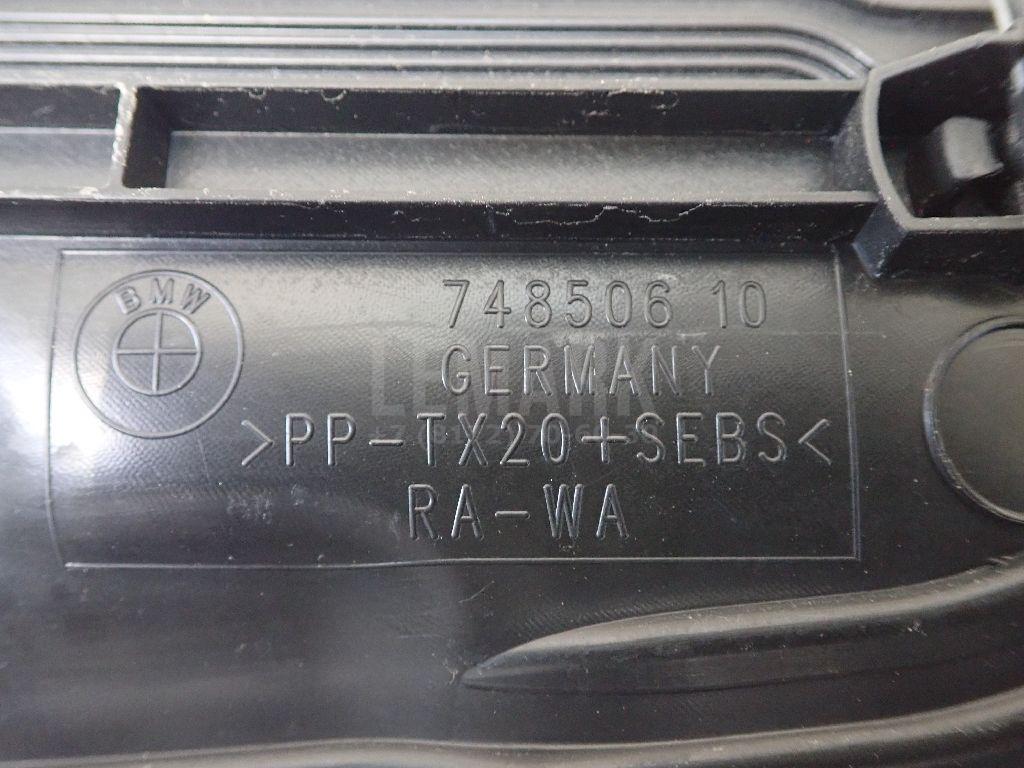 BMW
748506 10
GERMANY
>PP-TX20+SEBS<
RA-WA